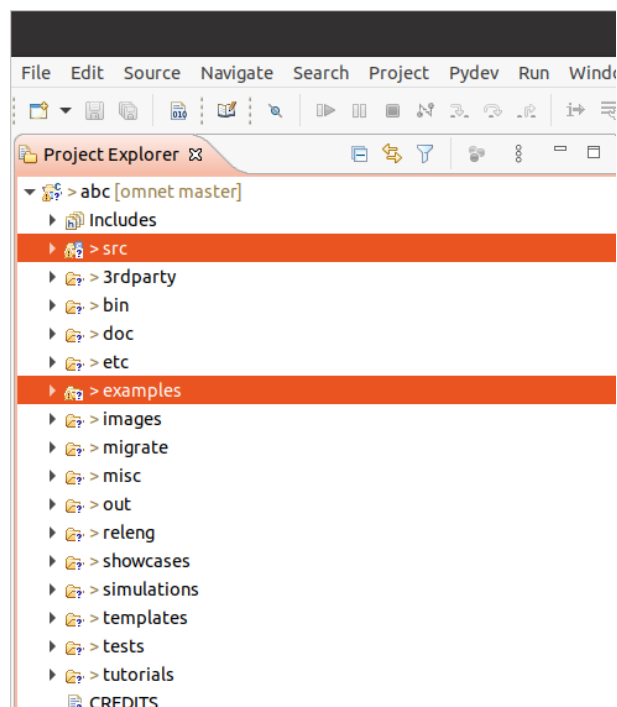 File Edit Source Navigate Search Project Pydev Run
Project Explorer
> abc [omnet master]
Includes
> src
> 3rdparty
> bin
> doc
> etc
> examples
> images
> migrate
> misc
> out
> releng
> showcases
> simulations
> templates
> tests
> tutorials
CREDITS